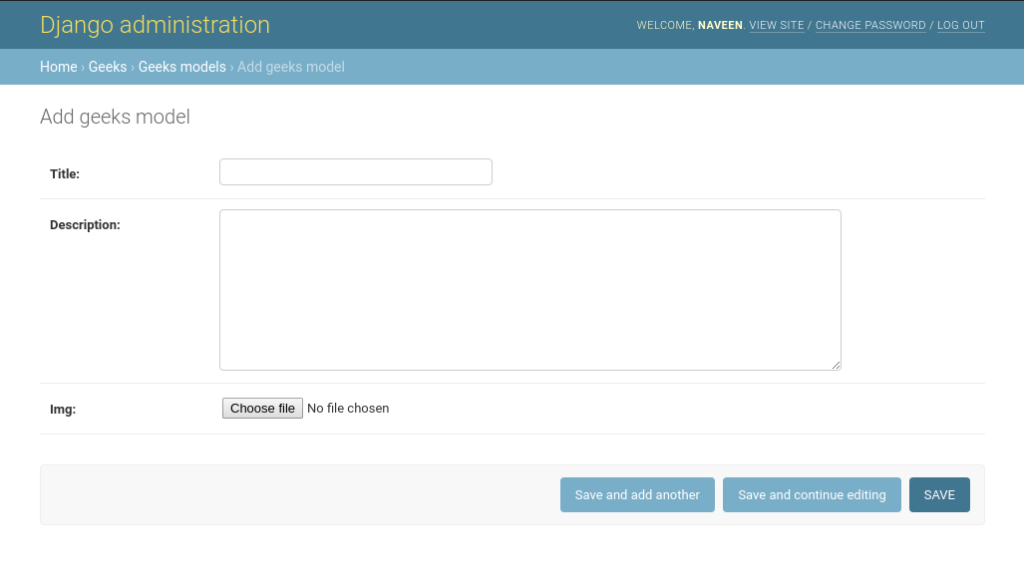 Django administration
WELCOME, NAVEEN. VIEW SITE / CHANGE PASSWORD / LOG OUT
Home › Geeks › Geeks models › Add geeks model
Add geeks model
Title:
Description:
Img: Choose file No file chosen
Save and add another Save and continue editing SAVE